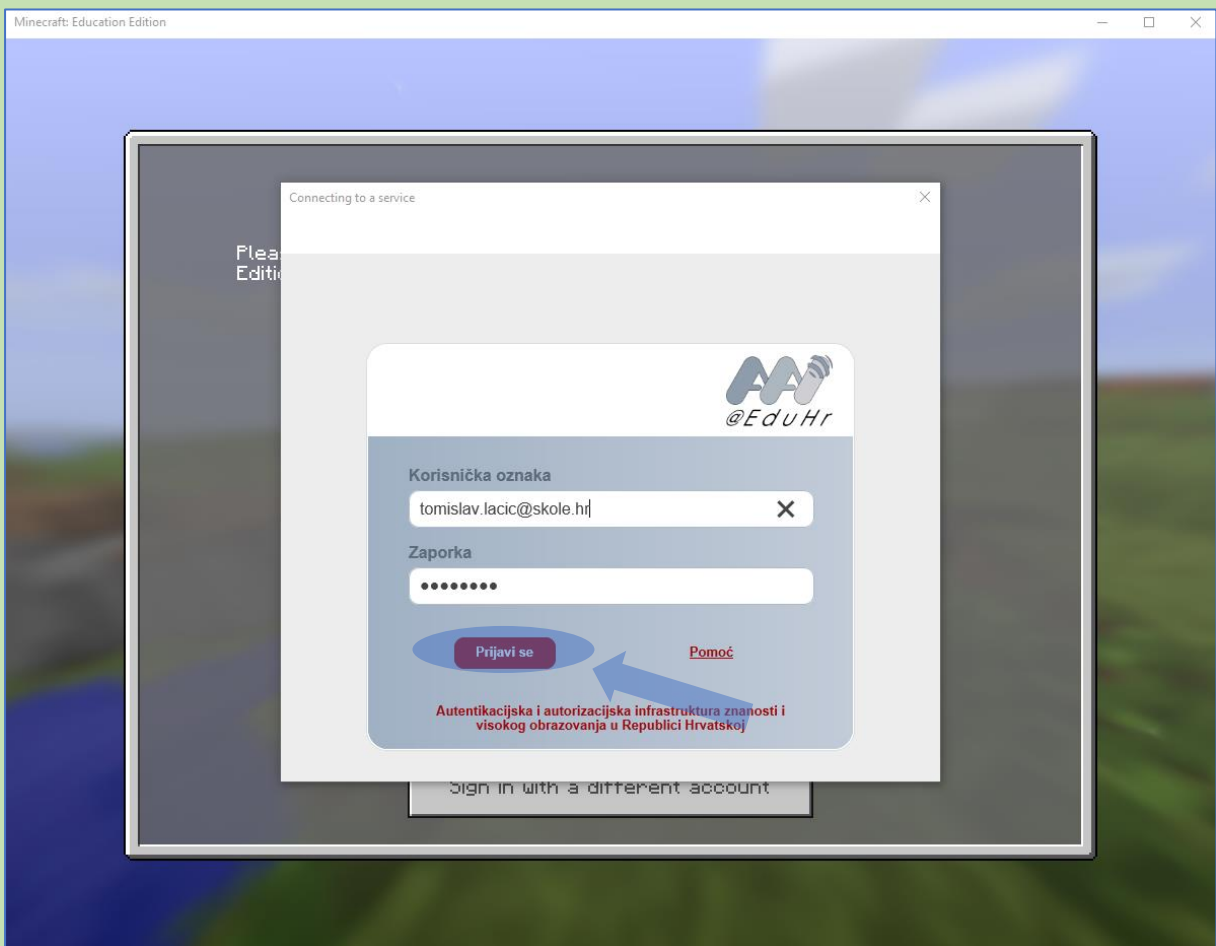 Minecraft: Education Edition
Connecting to a service
@EduHr
Korisnička oznaka
tomislav.lacic@skole.hr
Zaporka
Prijavi se
Pomoć
Autentikacijska i autorizacijska infrastruktura znanosti i
visokog obrazovanja u Republici Hrvatskoj
Sign in with a different account